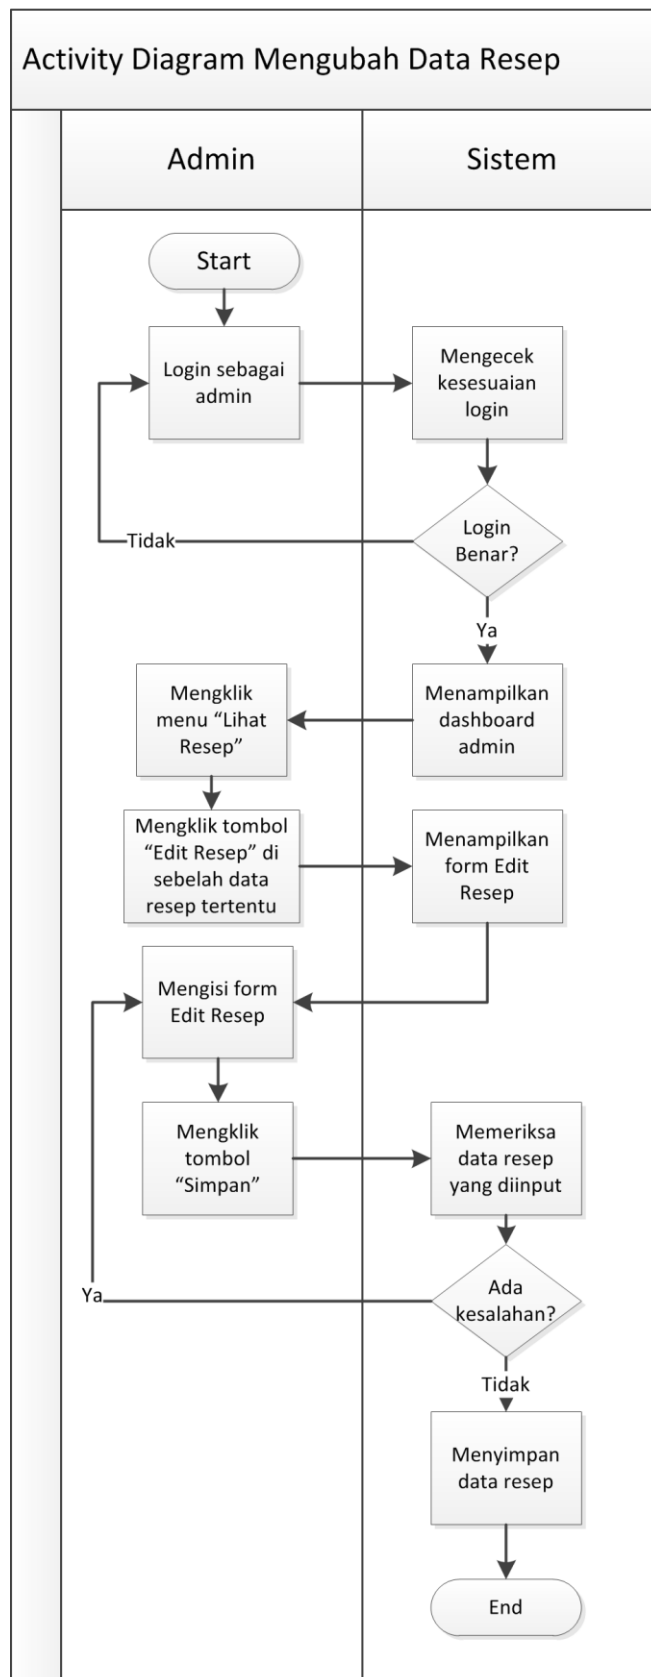 Activity Diagram Mengubah Data Resep
Admin
Sistem
Start
Login sebagai
admin
Mengecek
kesesuaian
login
Login
Benar?
Tidak
Ya
Menampilkan
dashboard
admin
Mengklik
menu “Lihat
Resep”
Mengklik tombol
“Edit Resep” di
sebelah data
resep tertentu
Menampilkan
form Edit
Resep
Mengisi form
Edit Resep
Mengklik
tombol
“Simpan”
Memeriksa
data resep
yang diinput
Ada
kesalahan?
Ya
Tidak
Menyimpan
data resep
End